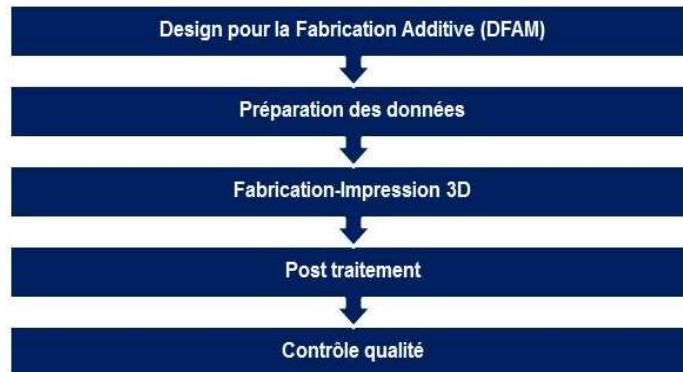 Design pour la Fabrication Additive (DFAM)
Préparation des données
Fabrication-Impression 3D
Post traitement
Contrôle qualité